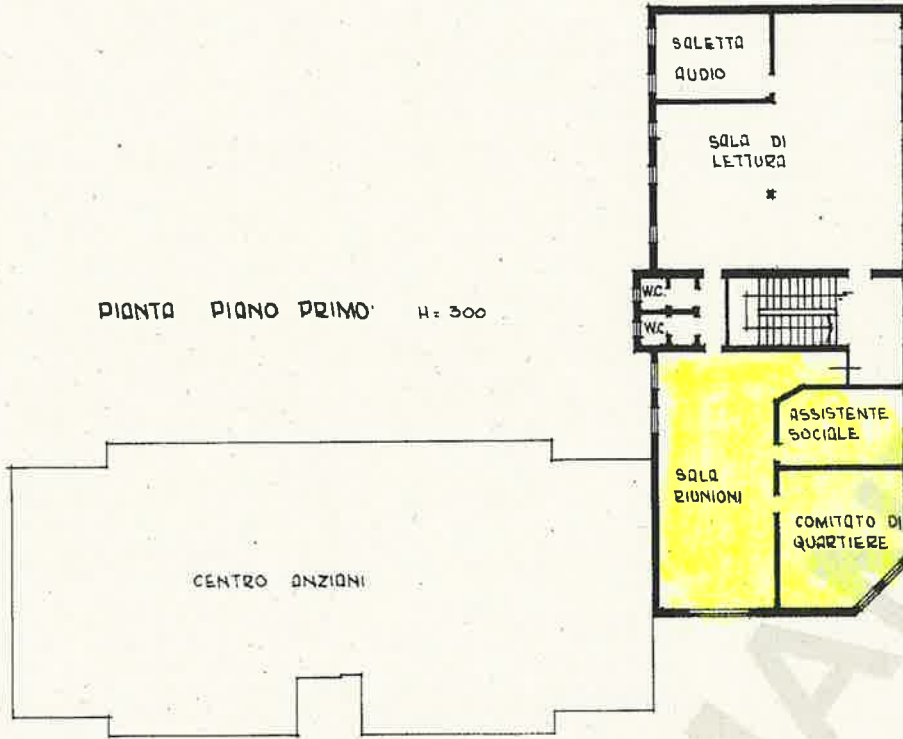 SALETTA
AUDIO
SALA DI
LETTURA
W.C.
W.C.
PIANTA PIANO PRIMO H= 300
ASSISTENTE
SOCIALE
SALA
RIUNIONI
COMITATO DI
QUARTIERE
CENTRO ANZIANI